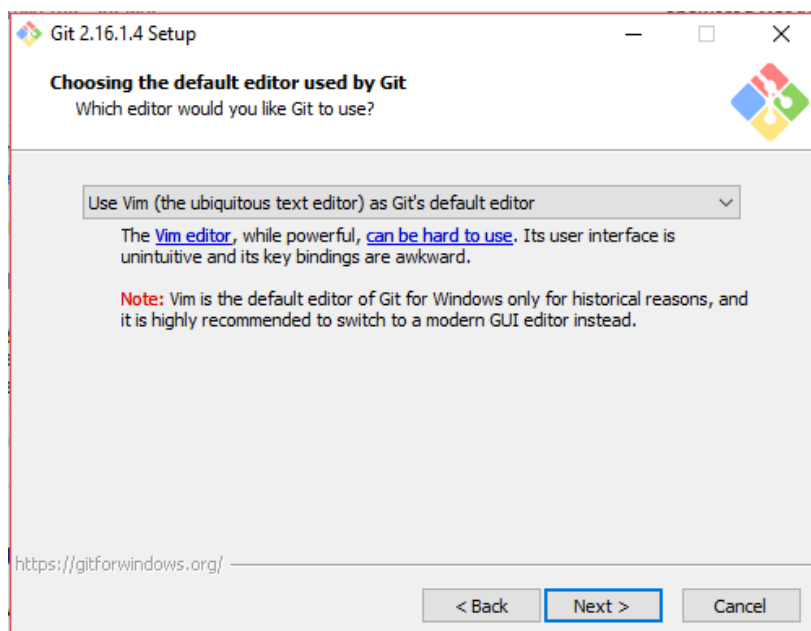 Git 2.16.1.4 Setup
Choosing the default editor used by Git
Which editor would you like Git to use?
Use Vim (the ubiquitous text editor) as Git's default editor
The Vim editor, while powerful, can be hard to use. Its user interface is
unintuitive and its key bindings are awkward.
Note: Vim is the default editor of Git for Windows only for historical reasons, and
it is highly recommended to switch to a modern GUI editor instead.
https://gitforwindows.org/
< Back
Next >
Cancel